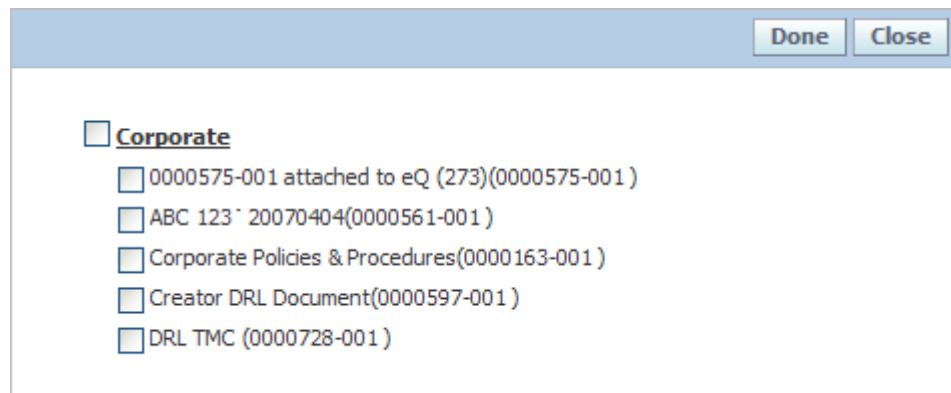 Done Close
Corporate
0000575-001 attached to eQ (273)(0000575-001 )
ABC 123 ` 20070404(0000561-001 )
Corporate Policies & Procedures(0000163-001 )
Creator DRL Document(0000597-001 )
DRL TMC (0000728-001 )